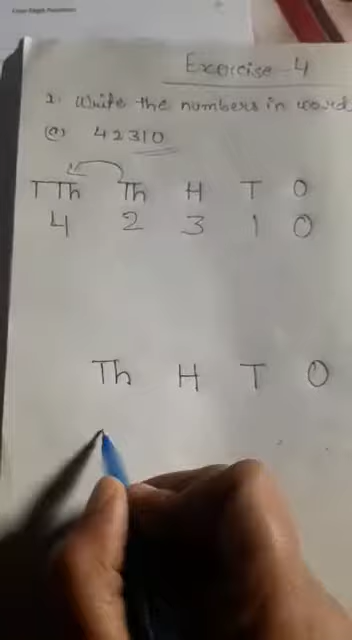 Exercise-4
1. Write the numbers in word
(a) 42310
TTh Th H T O
4 2 3 1 0
Th H T O